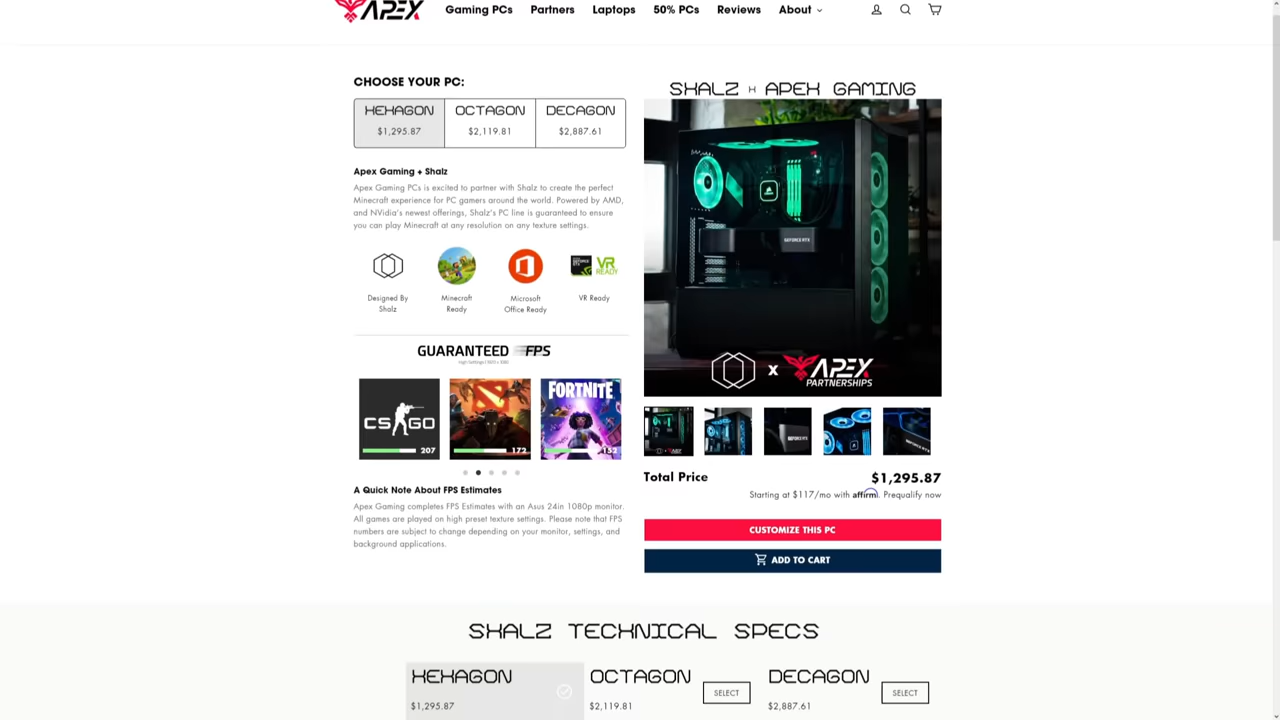 APEX
Gaming PCs Partners Laptops 50% PCs Reviews About
CHOOSE YOUR PC:
HEXAGON OCTAGON DECAGON
$1,295.87 $2,119.81 $2,887.61
Apex Gaming + Shalz
Apex Gaming PCs is excited to partner with Shalz to create the perfect
Minecraft experience for PC gamers around the world. Powered by AMD,
and NVidia's newest offerings, Shalz's PC line is guaranteed to ensure
you can play Minecraft at any resolution on any texture settings.
VR
READY
Designed By
Shalz
Minecraft
Ready
Microsoft
Office Ready
VR Ready
GUARANTEED FPS
CS GO
207
172
FORTNITE
152
A Quick Note About FPS Estimates
Apex Gaming completes FPS Estimates with an Asus 24in 1080p monitor.
All games are played on high preset texture settings. Please note that FPS
numbers are subject to change depending on your monitor, settings, and
background applications.
SHALZ x APEX GAMING
GEFORCE RTX
X APEX
PARTNERSHIPS
Total Price $1,295.87
Starting at $117/mo with affirm. Prequalify now
CUSTOMIZE THIS PC
ADD TO CART
SHALZ TECHNICAL SPECS
HEXAGON
$1,295.87
OCTAGON
$2,119.81
SELECT
DECAGON
$2,887.61
SELECT